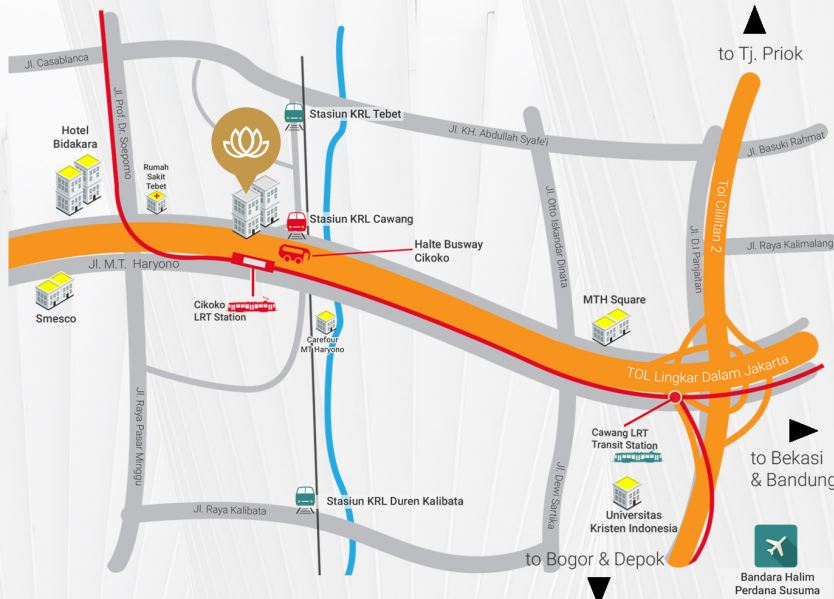 to Tj. Priok
Jl. Casablanca
Jl. Prof. Dr. Soepomo
Stasiun KRL Tebet
Jl. KH. Abdullah Syafe'i
Jl. Basuki Rahmat
Hotel
Bidakara
Rumah
Sakit
Tebet
Jl. Otto Iskandar Dinata
Jl. D.I Panjaitan
Tol Cililitan 2
Stasiun KRL Cawang
Halte Busway
Cikoko
Jl. Raya Kalimalang
Jl. M.T. Haryono
Smesco
Cikoko
LRT Station
Carefour
MT Haryono
MTH Square
TOL Lingkar Dalam Jakarta
Jl. Raya Pasar Minggu
Cawang LRT
Transit Station
to Bekasi
& Bandung
Jl. Dewi Sartika
Stasiun KRL Duren Kalibata
Jl. Raya Kalibata
Universitas
Kristen Indonesia
to Bogor & Depok
Bandara Halim
Perdana Susuma